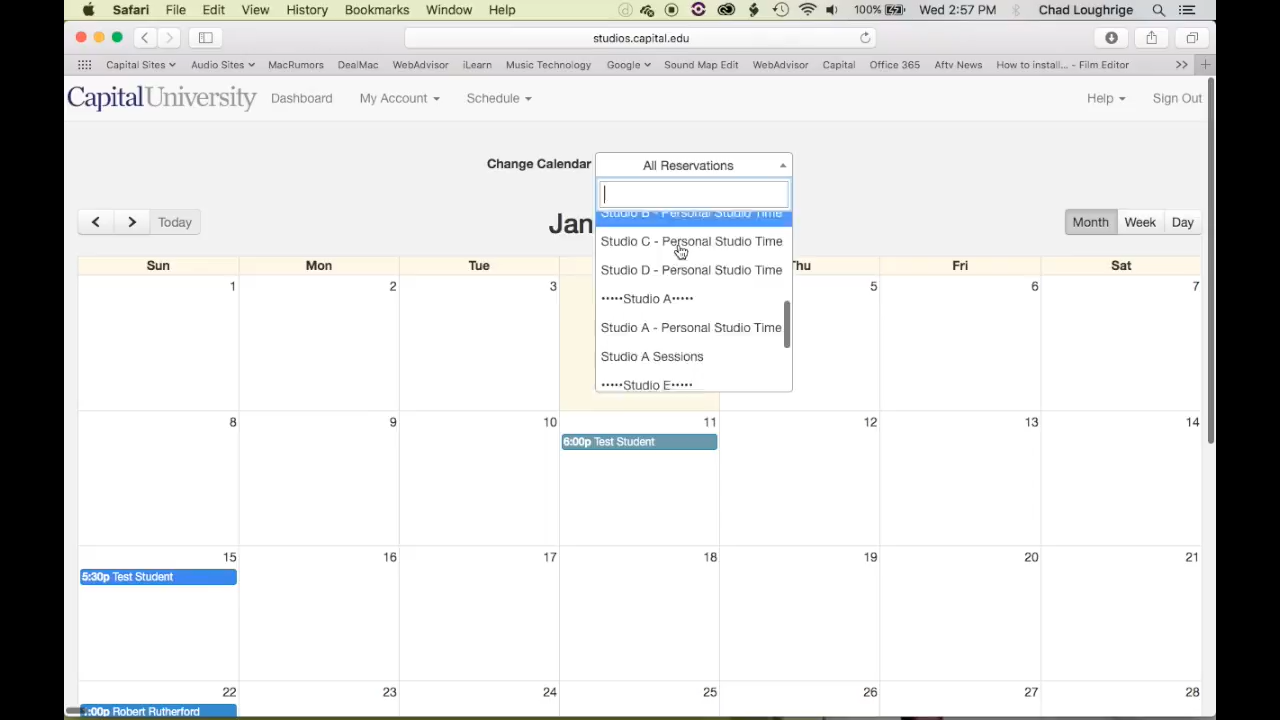 Safari File Edit View History Bookmarks Window Help 100% Wed 2:57 PM Chad Loughrige
studios.capital.edu
Capital Sites Audio Sites MacRumors DealMac WebAdvisor iLearn Music Technology Google Sound Map Edit WebAdvisor Capital Office 365 Aftv News How to install... - Film Editor >> +
CapitalUniversity Dashboard My Account Schedule Help Sign Out
Change Calendar All Reservations
Today Jan Month Week Day
Studio B - Personal Studio Time
Studio C - Personal Studio Time
Studio D - Personal Studio Time
•••••Studio A•••••
Studio A - Personal Studio Time
Studio A Sessions
•••••Studio E•••••
Sun Mon Tue Thu Fri Sat
1 2 3 5 6 7
8 9 10 11 12 13 14
6:00p Test Student
15 16 17 18 19 20 21
5:30p Test Student
22 23 24 25 26 27 28
:00p Robert Rutherford